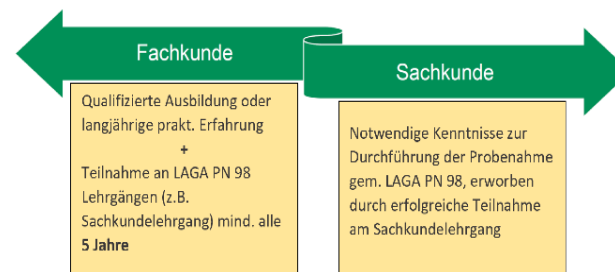 Fachkunde
Qualifizierte Ausbildung oder
langjährige prakt. Erfahrung
+
Teilnahme an LAGA PN 98
Lehrgängen (z.B.
Sachkundelehrgang) mind. alle
5 Jahre
Sachkunde
Notwendige Kenntnisse zur
Durchführung der Probenahme
gem. LAGA PN 98, erworben
durch erfolgreiche Teilnahme
am Sachkundelehrgang